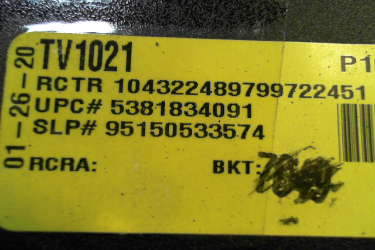 TV1021
P1
RCTR 104322489799722451
UPC# 5381834091
SLP# 95150533574
RCRA: BKT:
01-26-20